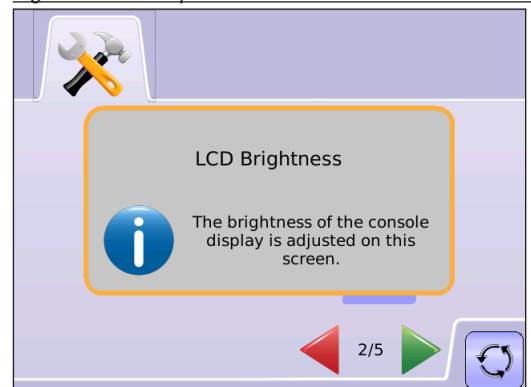 LCD Brightness
The brightness of the console
display is adjusted on this
screen.
2/5